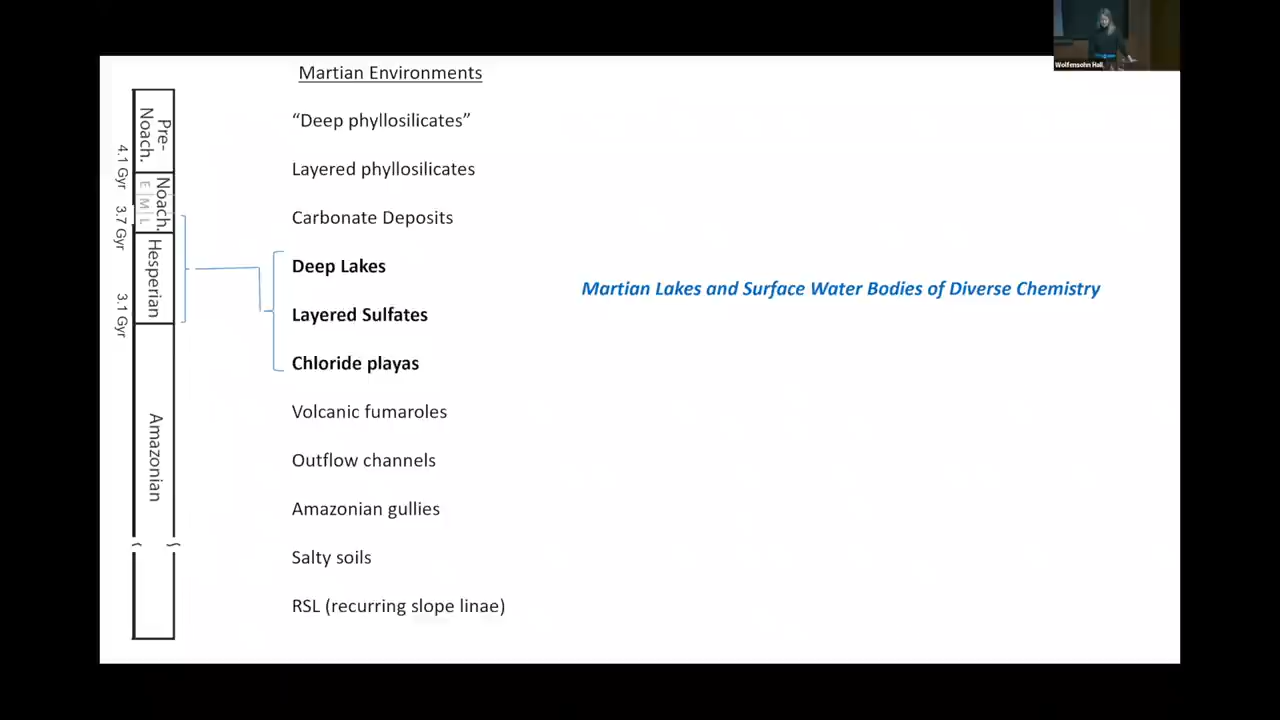 Wolfensohn Hall
Martian Environments
Pre-
Noach.
4.1 Gyr
Noach.
E M L
3.7 Gyr
Hesperian
3.1 Gyr
Amazonian
“Deep phyllosilicates”
Layered phyllosilicates
Carbonate Deposits
Deep Lakes
Layered Sulfates
Chloride playas
Volcanic fumaroles
Outflow channels
Amazonian gullies
Salty soils
RSL (recurring slope linae)
Martian Lakes and Surface Water Bodies of Diverse Chemistry